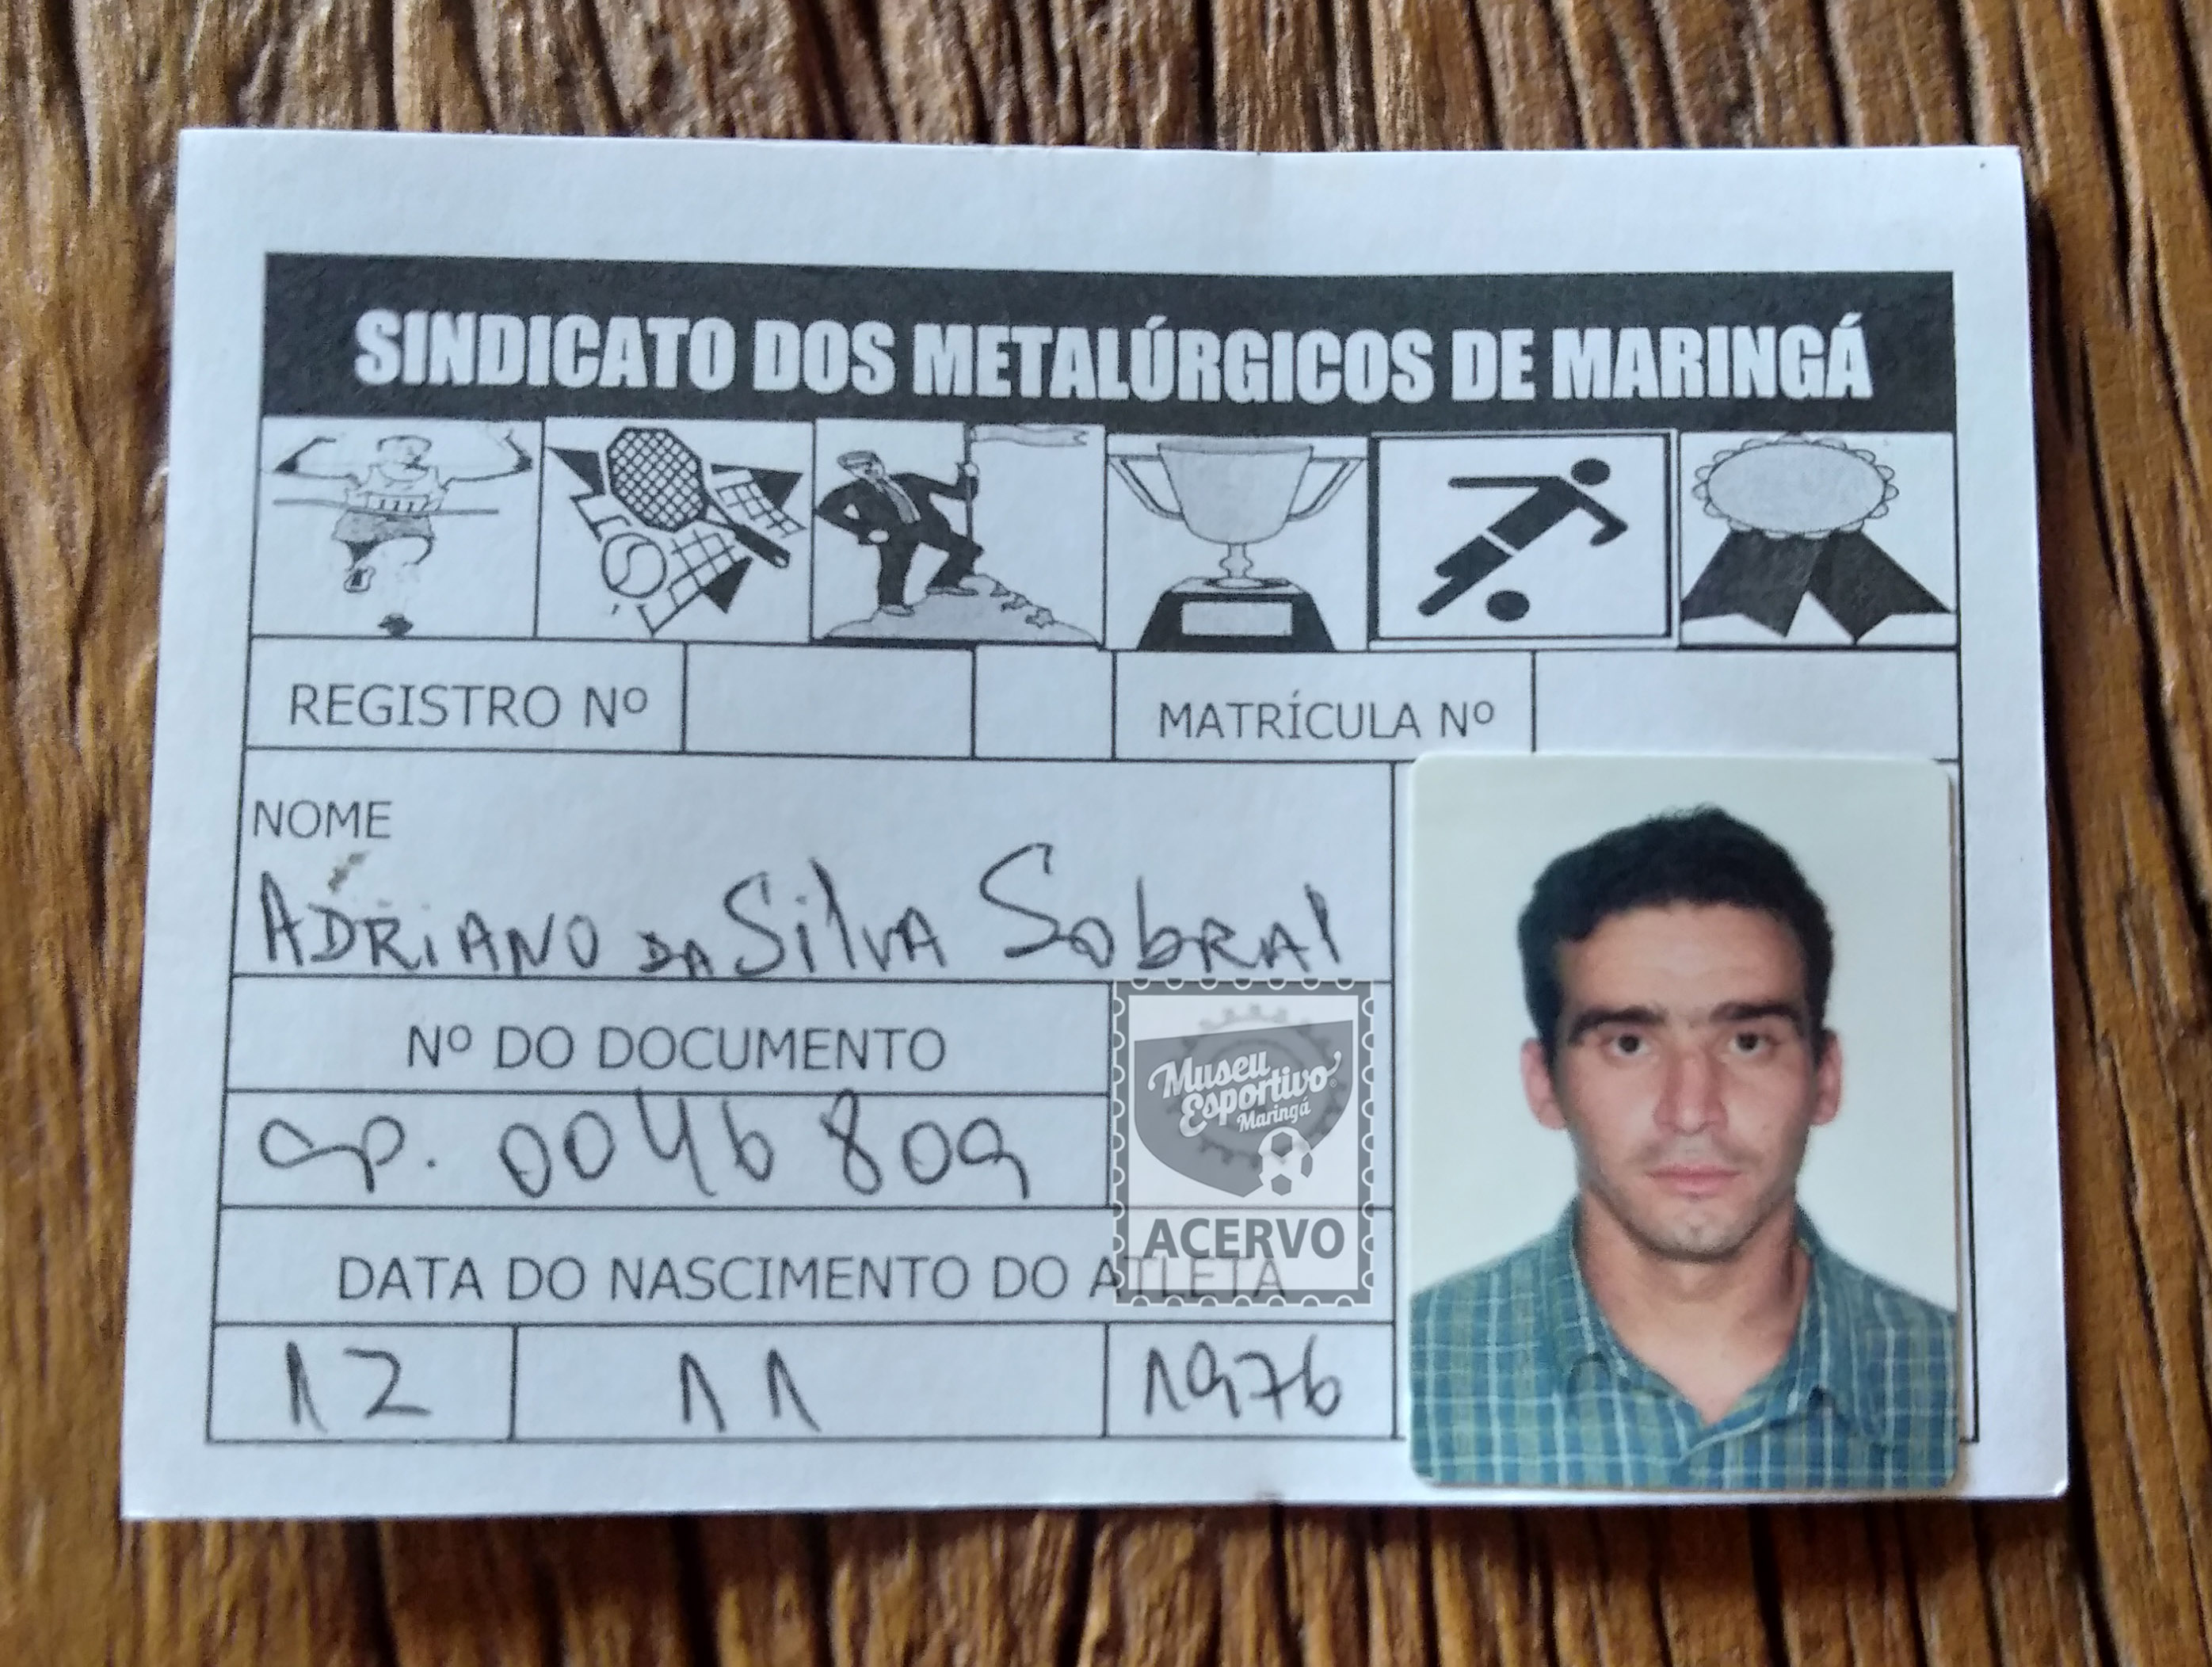 SINDICATO DOS METALÚRGICOS DE MARINGÁ
1117
REGISTRO Nº MATRÍCULA Nº
NOME
ADRIANO DA SILVA SOBRAL
Nº DO DOCUMENTO
cp. 0046809
Museu
Esportivo
Maringá
ACERVO
DATA DO NASCIMENTO DO ATLETA
12 11 1976